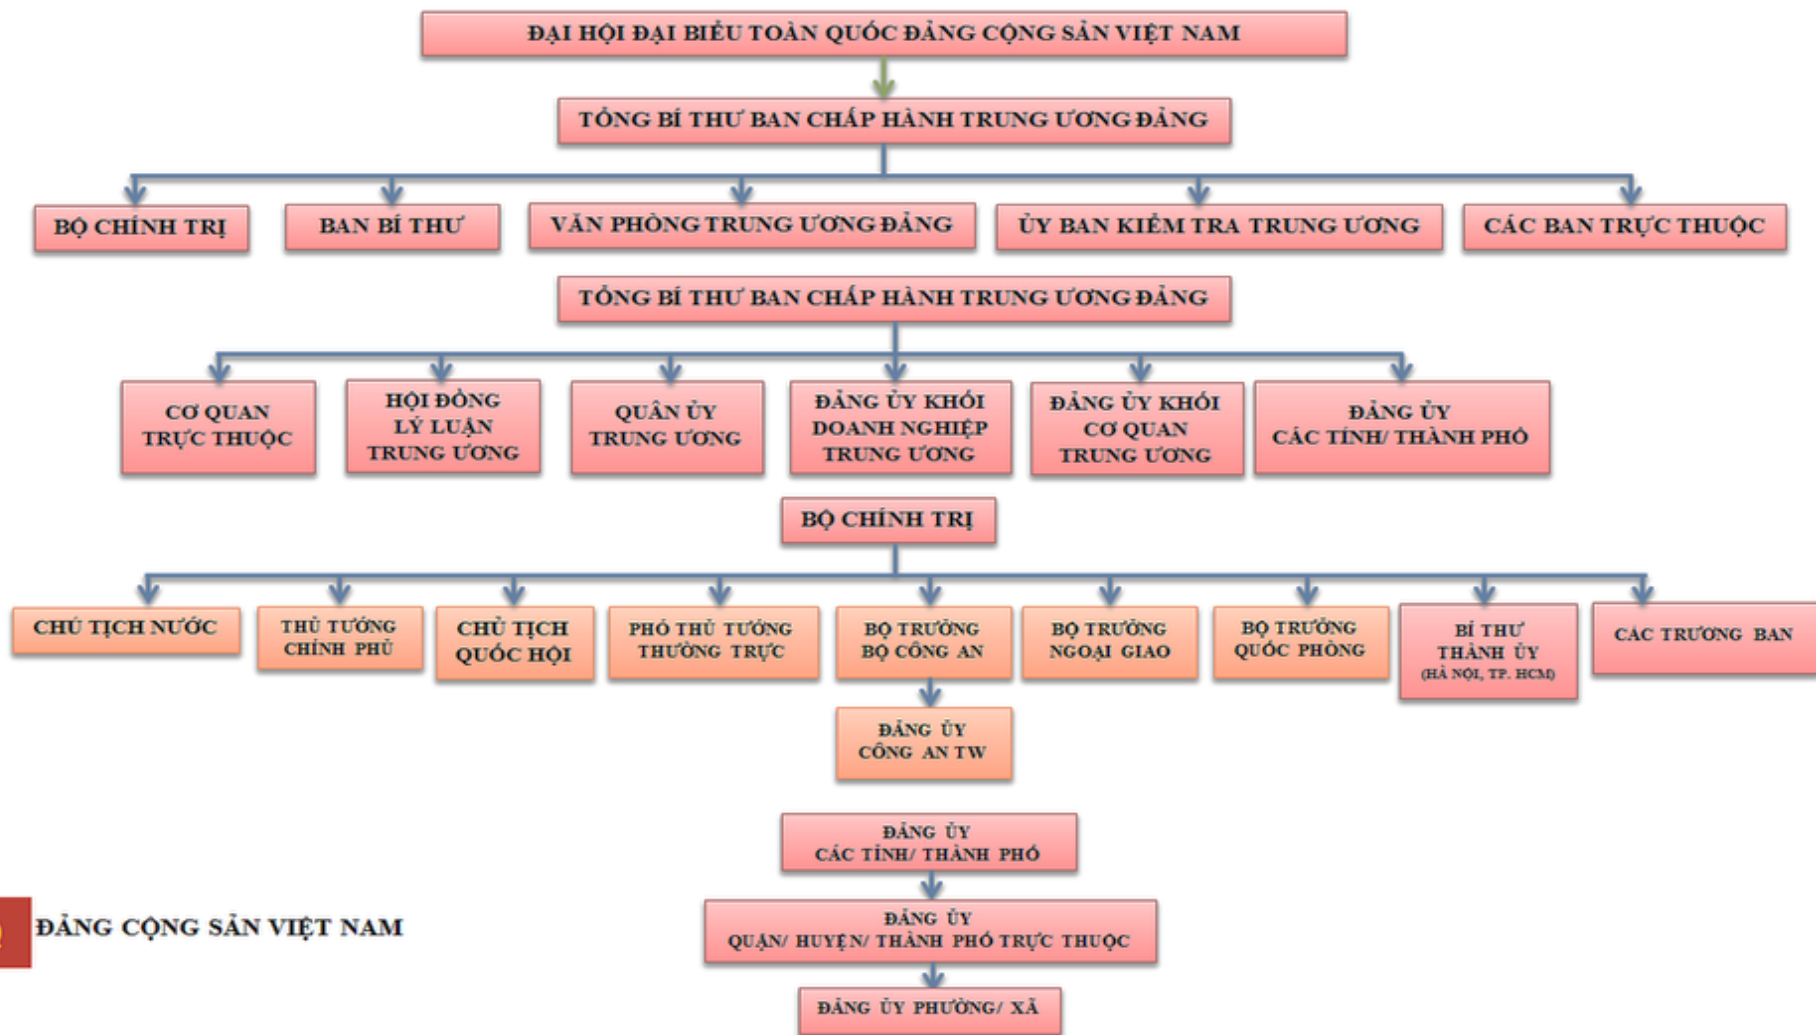 ĐẠI HỘI ĐẠI BIỂU TOÀN QUỐC ĐẢNG CỘNG SẢN VIỆT NAM
TỔNG BÍ THƯ BAN CHẤP HÀNH TRUNG ƯƠNG ĐẢNG
BỘ CHÍNH TRỊ
BAN BÍ THƯ
VĂN PHÒNG TRUNG ƯƠNG ĐẢNG
ỦY BAN KIỂM TRA TRUNG ƯƠNG
CÁC BAN TRỰC THUỘC
TỔNG BÍ THƯ BAN CHẤP HÀNH TRUNG ƯƠNG ĐẢNG
CƠ QUAN
TRỰC THUỘC
HỘI ĐỒNG
LÝ LUẬN
TRUNG ƯƠNG
QUÂN ỦY
TRUNG ƯƠNG
ĐẢNG ỦY KHỐI
DOANH NGHIỆP
TRUNG ƯƠNG
ĐẢNG ỦY KHỐI
CƠ QUAN
TRUNG ƯƠNG
ĐẢNG ỦY
CÁC TỈNH/ THÀNH PHỐ
BỘ CHÍNH TRỊ
CHỦ TỊCH NƯỚC
THỦ TƯỚNG
CHÍNH PHỦ
CHỦ TỊCH
QUỐC HỘI
PHÓ THỦ TƯỚNG
THƯỜNG TRỰC
BỘ TRƯỞNG
BỘ CÔNG AN
BỘ TRƯỞNG
NGOẠI GIAO
BỘ TRƯỞNG
QUỐC PHÒNG
BÍ THƯ
THÀNH ỦY
(HÀ NỘI, TP. HCM)
CÁC TRƯỞNG BAN
ĐẢNG ỦY
CÔNG AN TW
ĐẢNG ỦY
CÁC TỈNH/ THÀNH PHỐ
ĐẢNG ỦY
QUẬN/ HUYỆN/ THÀNH PHỐ TRỰC THUỘC
ĐẢNG ỦY PHƯỜNG/ XÃ
ĐẢNG CỘNG SẢN VIỆT NAM